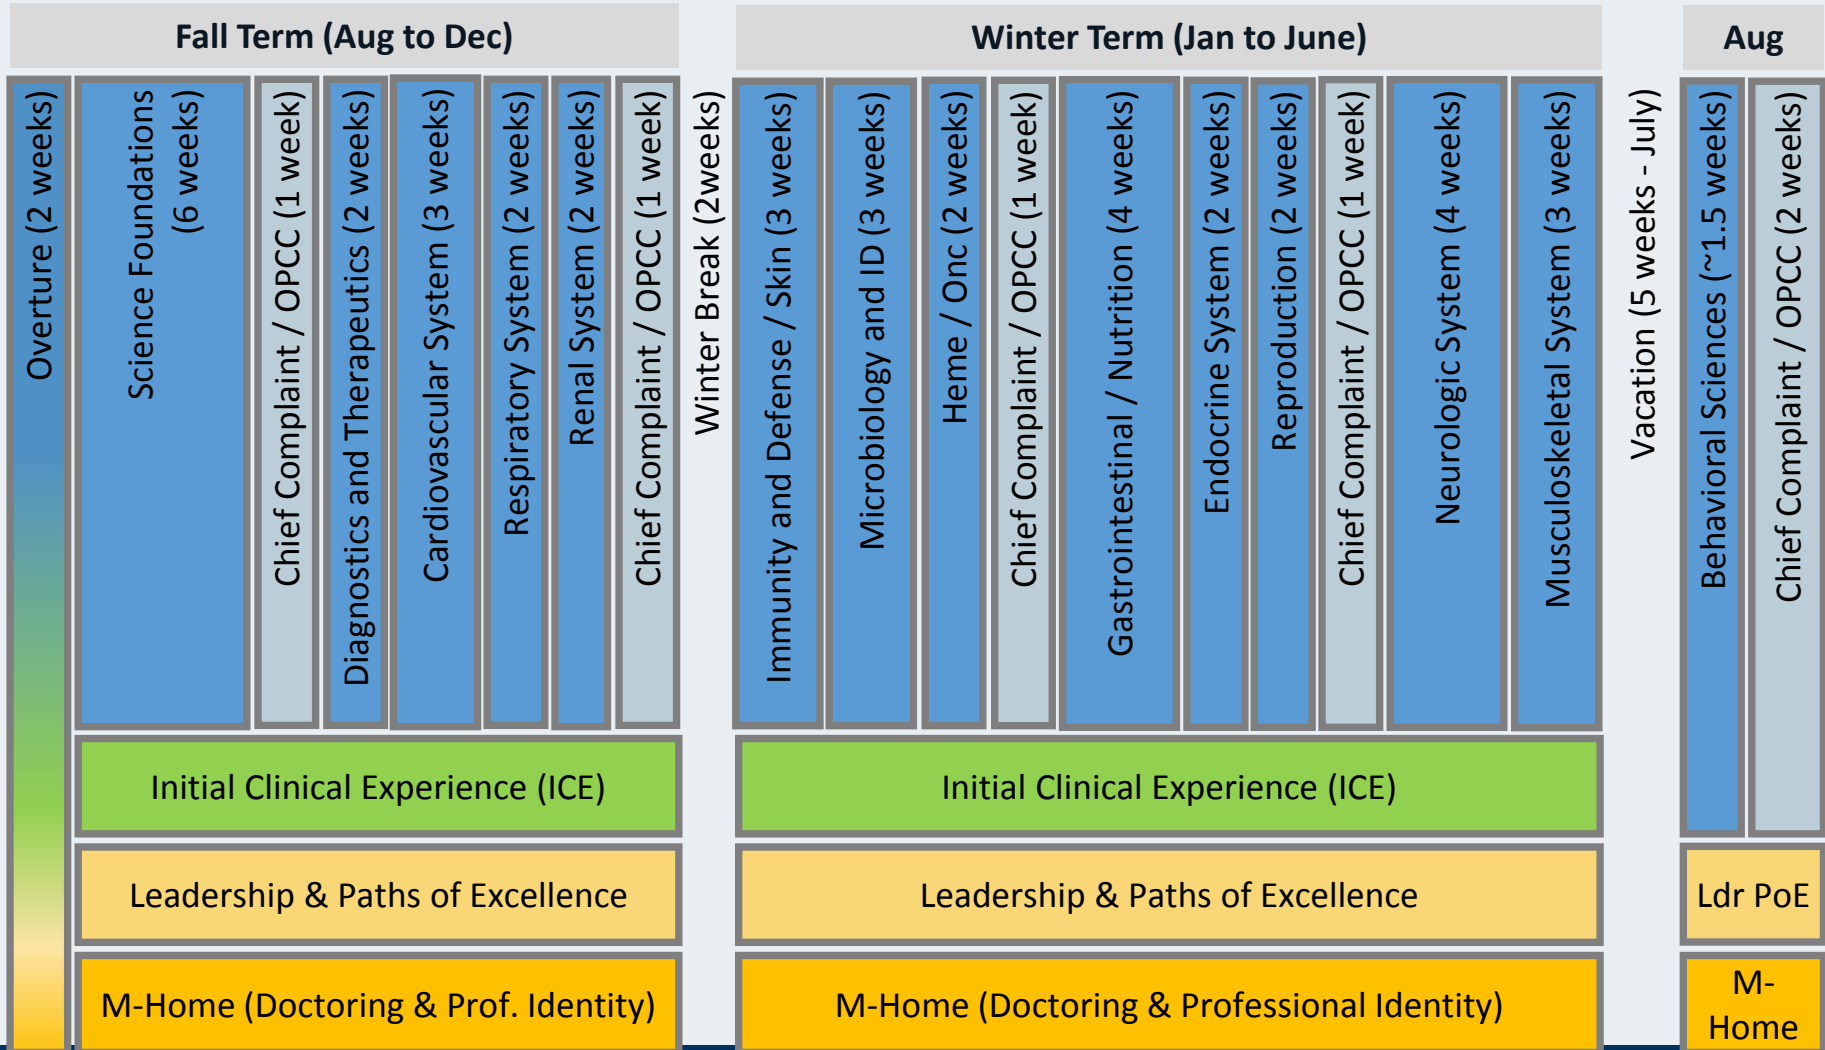 Fall Term (Aug to Dec)
Winter Term (Jan to June)
Aug
Overture (2 weeks)
Science Foundations
(6 weeks)
Chief Complaint / OPCC (1 week)
Diagnostics and Therapeutics (2 weeks)
Cardiovascular System (3 weeks)
Respiratory System (2 weeks)
Renal System (2 weeks)
Chief Complaint / OPCC (1 week)
Winter Break (2weeks)
Immunity and Defense / Skin (3 weeks)
Microbiology and ID (3 weeks)
Heme / Onc (2 weeks)
Chief Complaint / OPCC (1 week)
Gastrointestinal / Nutrition (4 weeks)
Endocrine System (2 weeks)
Reproduction (2 weeks)
Chief Complaint / OPCC (1 week)
Neurologic System (4 weeks)
Musculoskeletal System (3 weeks)
Vacation (5 weeks - July)
Behavioral Sciences (~1.5 weeks)
Chief Complaint / OPCC (2 weeks)
Initial Clinical Experience (ICE)
Initial Clinical Experience (ICE)
Leadership & Paths of Excellence
Leadership & Paths of Excellence
Ldr PoE
M-Home (Doctoring & Prof. Identity)
M-Home (Doctoring & Professional Identity)
M-
Home